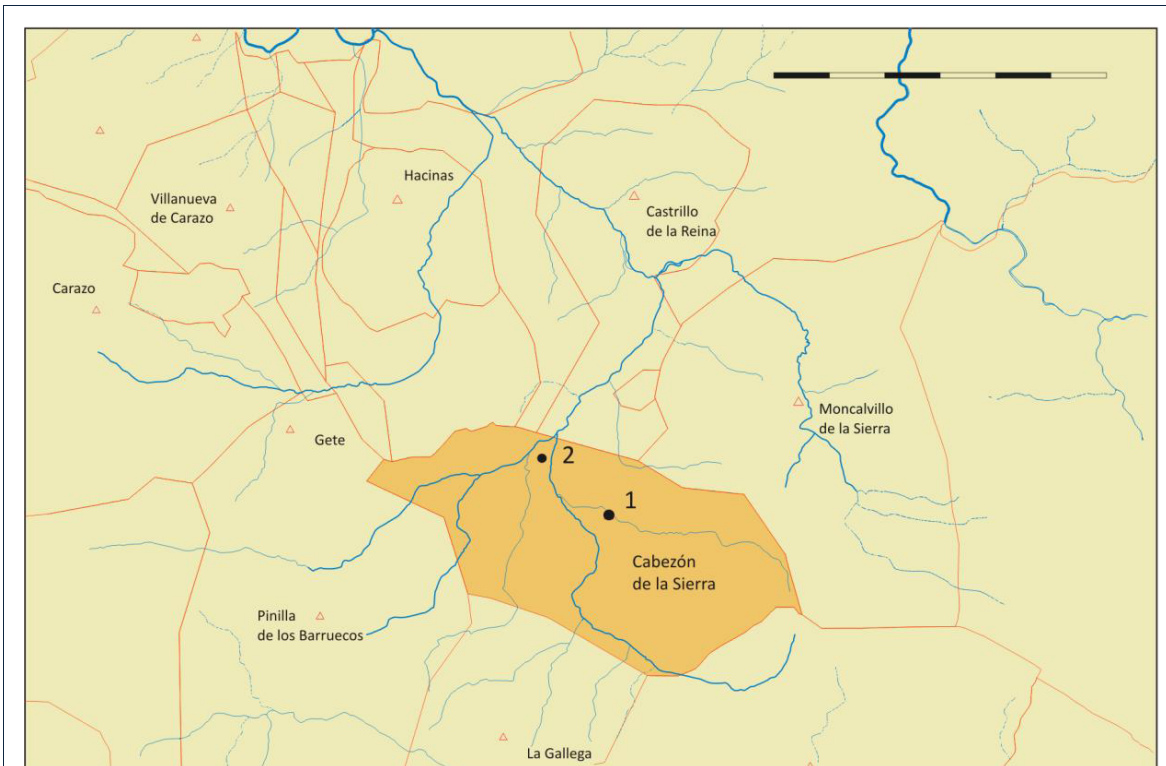 Hacinas
Villanueva
de Carazo
Castrillo
de la Reina
Carazo
Moncalvillo
de la Sierra
Gete
2
1
Cabezón
de la Sierra
Pinilla
de los Barruecos
La Gallega